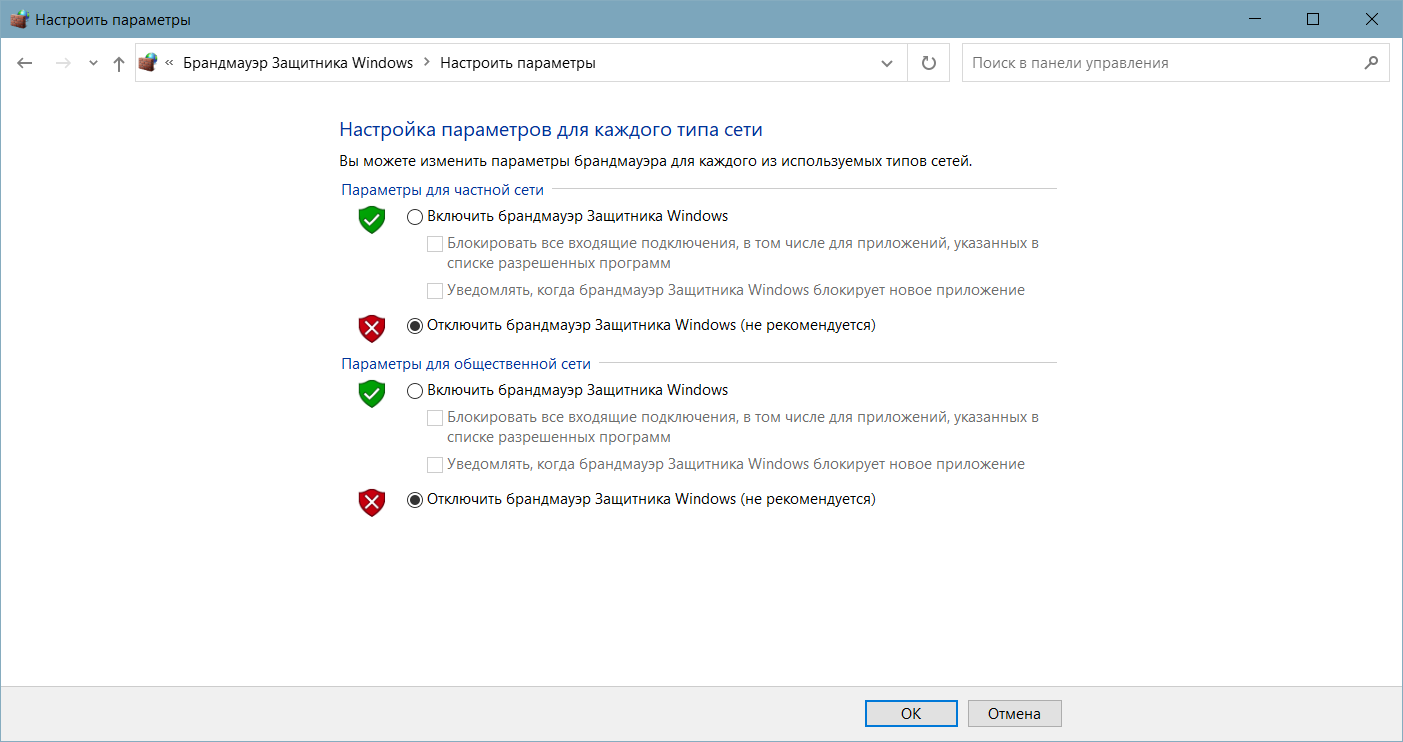 Настроить параметры
« Брандмауэр Защитника Windows › Настроить параметры
Поиск в панели управления
Настройка параметров для каждого типа сети
Вы можете изменить параметры брандмауэра для каждого из используемых типов сетей.
Параметры для частной сети
Включить брандмауэр Защитника Windows
Блокировать все входящие подключения, в том числе для приложений, указанных в
списке разрешенных программ
Уведомлять, когда брандмауэр Защитника Windows блокирует новое приложение
Отключить брандмауэр Защитника Windows (не рекомендуется)
Параметры для общественной сети
Включить брандмауэр Защитника Windows
Блокировать все входящие подключения, в том числе для приложений, указанных в
списке разрешенных программ
Уведомлять, когда брандмауэр Защитника Windows блокирует новое приложение
Отключить брандмауэр Защитника Windows (не рекомендуется)
ОК
Отмена